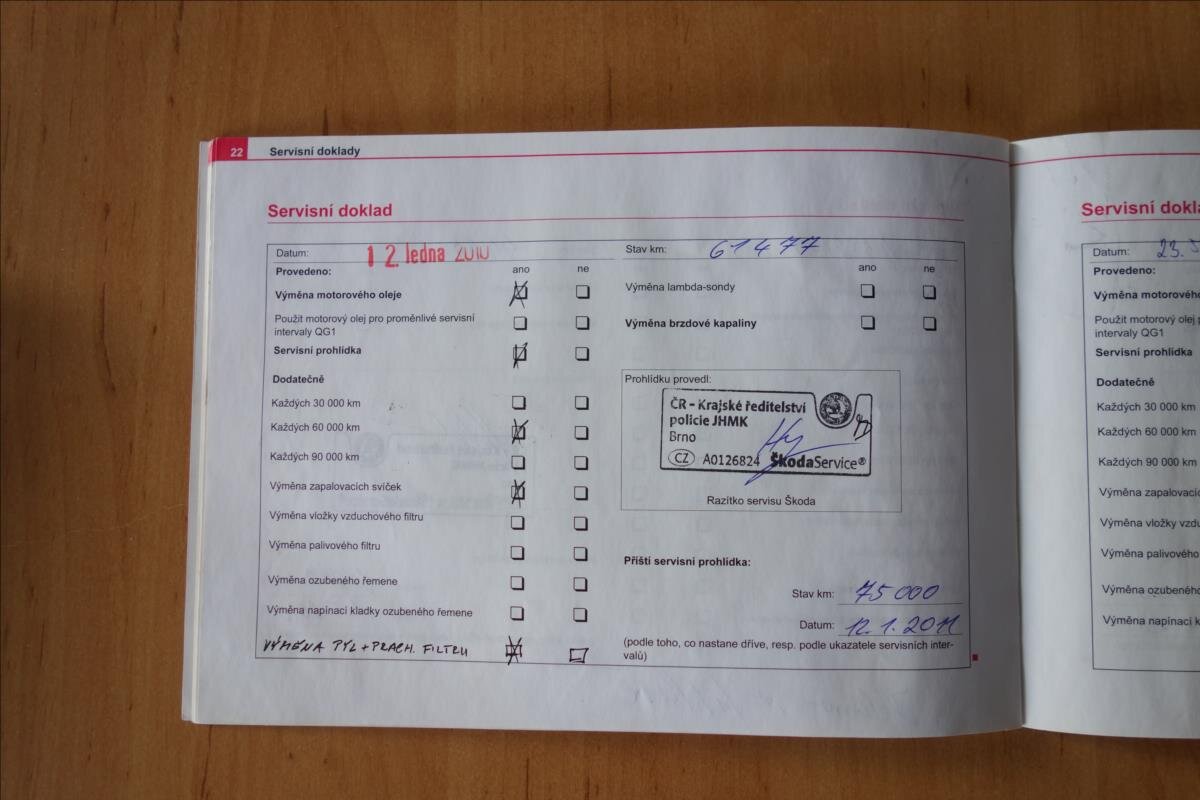 22 Servisní doklady
Servisní doklad
Datum: 12. ledna 2010
Stav km: 61477
Provedeno: ano ne
ano ne
Výměna motorového oleje
Výměna lambda-sondy
Použit motorový olej pro proměnlivé servisní
intervaly QG1
Výměna brzdové kapaliny
Servisní prohlídka
Dodatečně
Prohlídku provedl:
Každých 30 000 km
Každých 60 000 km
Každých 90 000 km
ČR - Krajské ředitelství
policie JHMK
Brno
CZ A0126824 ŠkodaService®
Razítko servisu Škoda
Výměna zapalovacích svíček
Výměna vložky vzduchového filtru
Výměna palivového filtru
Výměna ozubeného řemene
Výměna napínací kladky ozubeného řemene
VÝMĚNA PYL + PRACH. FILTRU
Příští servisní prohlídka:
Stav km: 75000
Datum: 12.1.2011
(podle toho, co nastane dříve, resp. podle ukazatele servisních inter-
valů)
Servisní dokla
Datum: 23.
Provedeno:
Výměna motorového
Použit motorový olej p
intervaly QG1
Servisní prohlídka
Dodatečně
Každých 30 000 km
Každých 60 000 km
Každých 90 000 km
Výměna zapalovacíc
Výměna vložky vzdu
Výměna palivového
Výměna ozubeného
Výměna napínací k